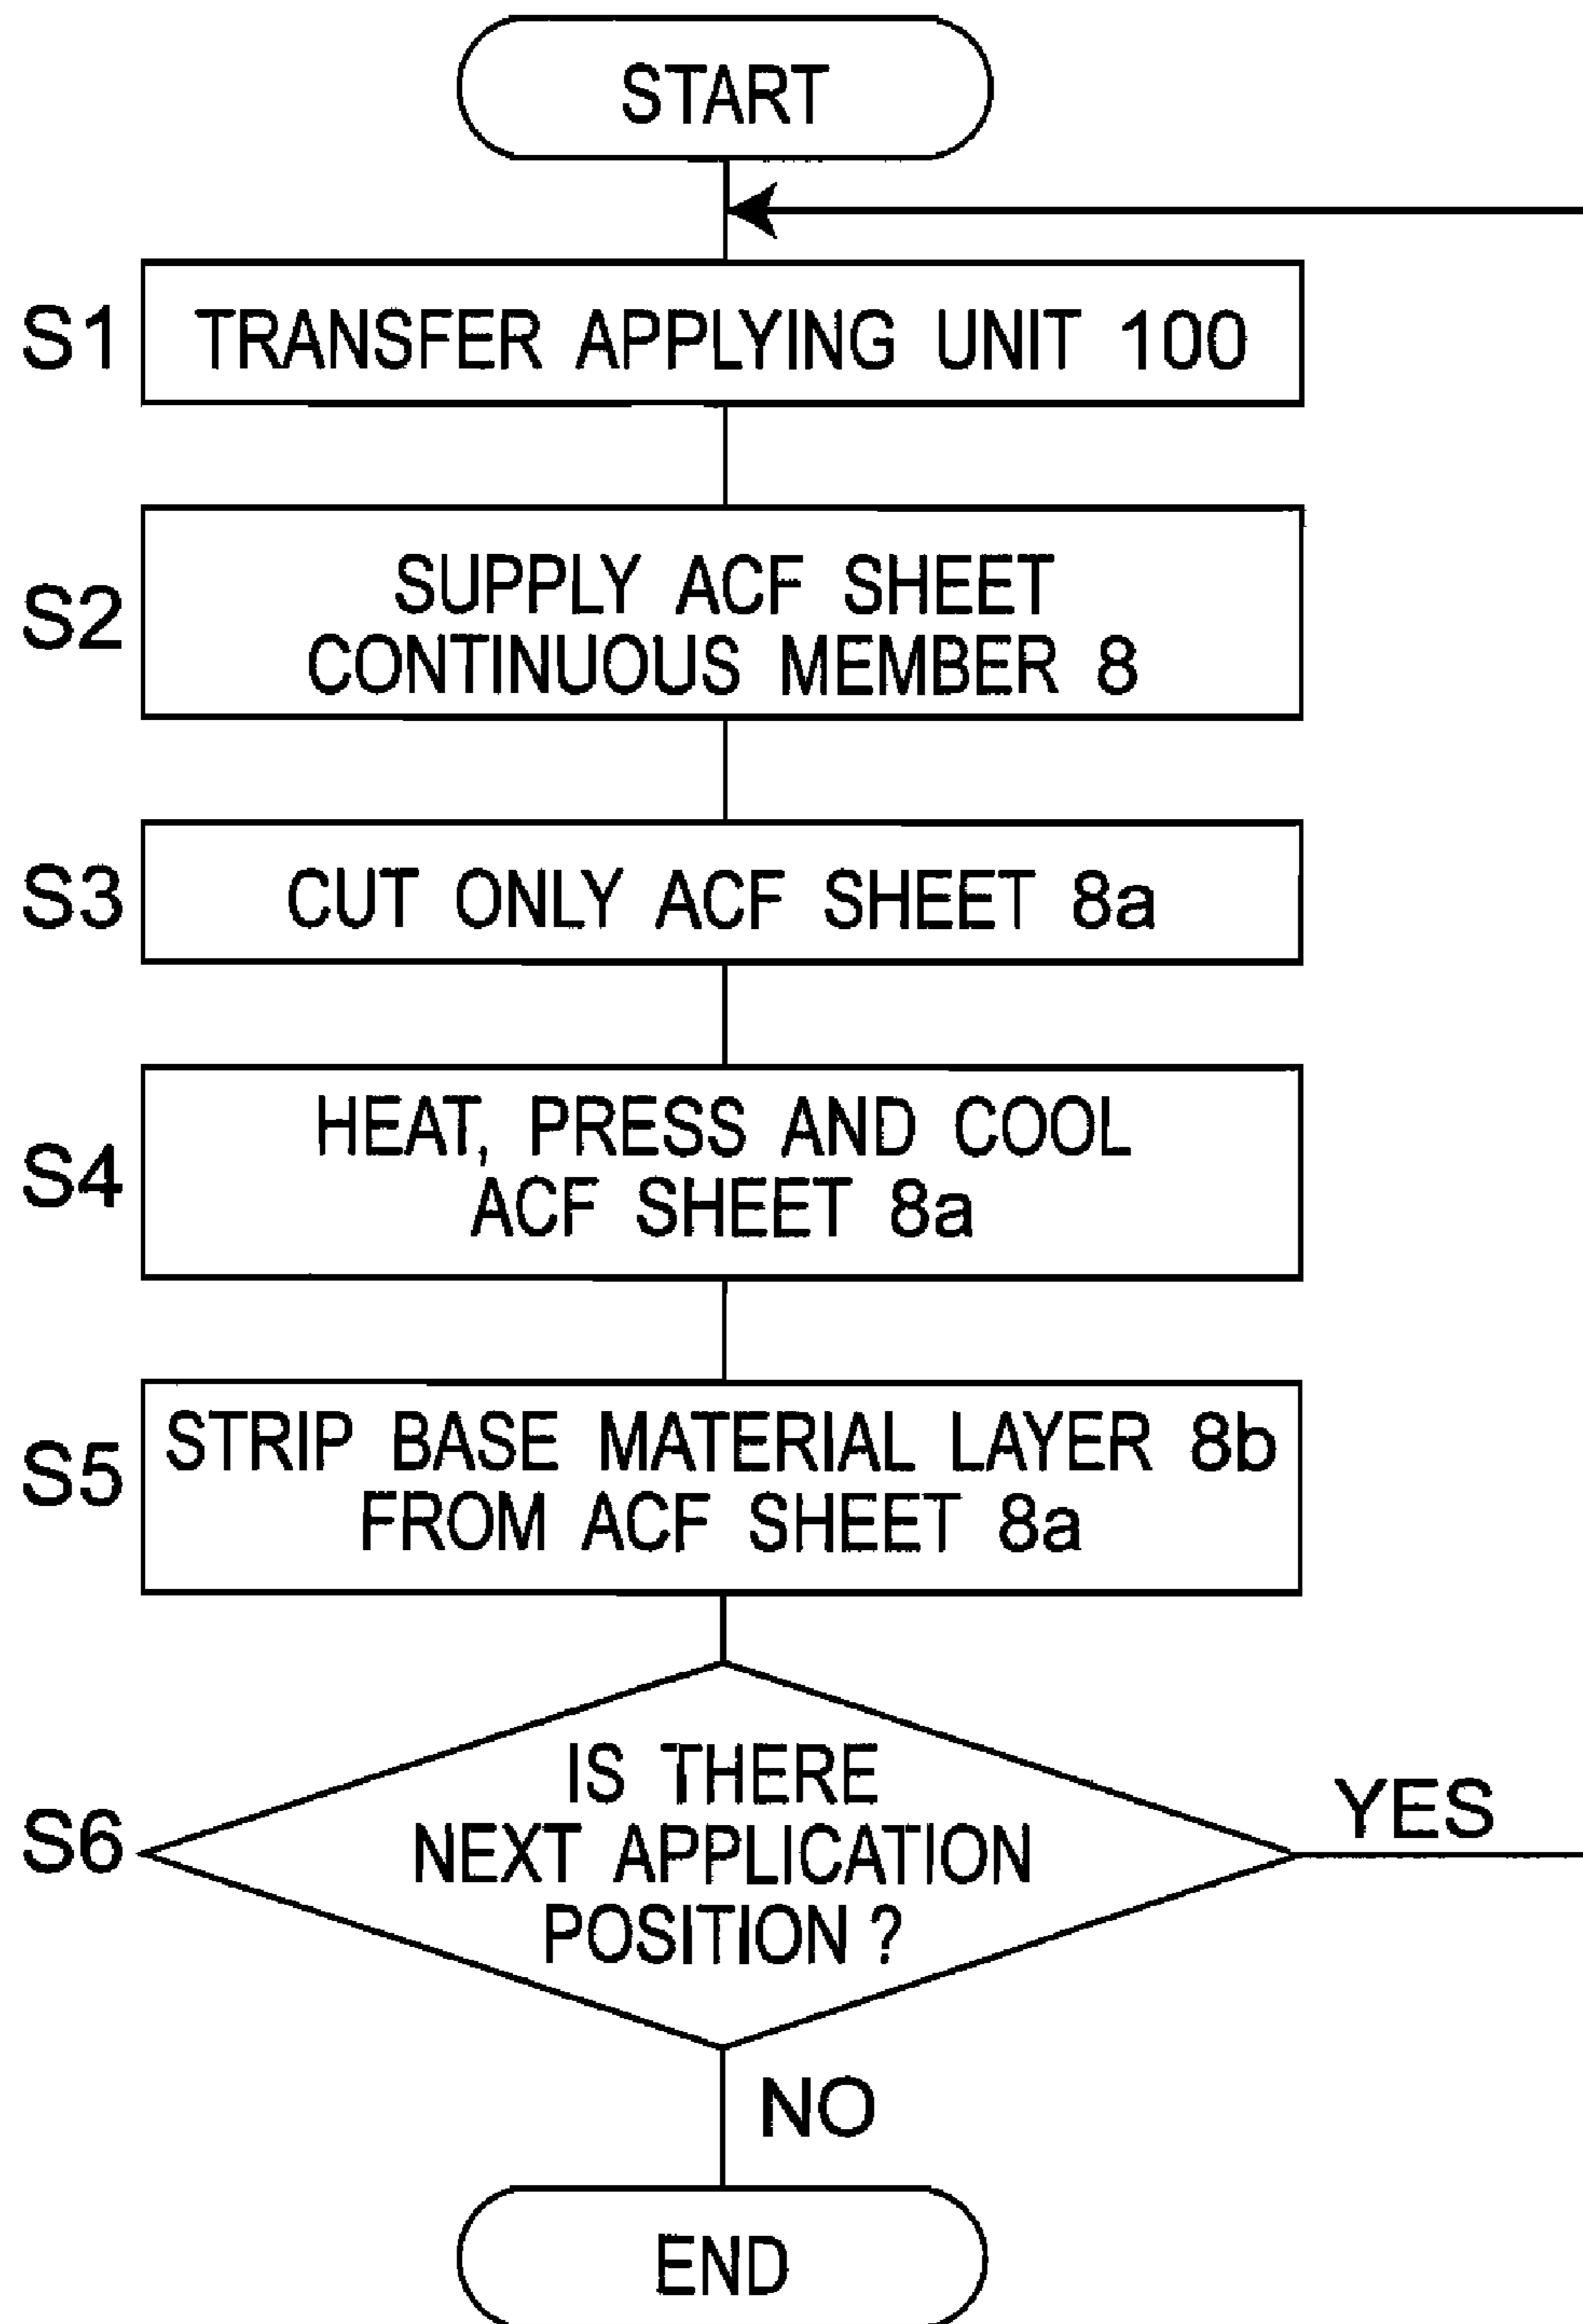 START
S1 TRANSFER APPLYING UNIT 100
S2 SUPPLY ACF SHEET
CONTINUOUS MEMBER 8
S3 CUT ONLY ACF SHEET 8a
S4 HEAT, PRESS AND COOL
ACF SHEET 8a
S5 STRIP BASE MATERIAL LAYER 8b
FROM ACF SHEET 8a
S6 IS THERE
NEXT APPLICATION
POSITION ?
YES
NO
END